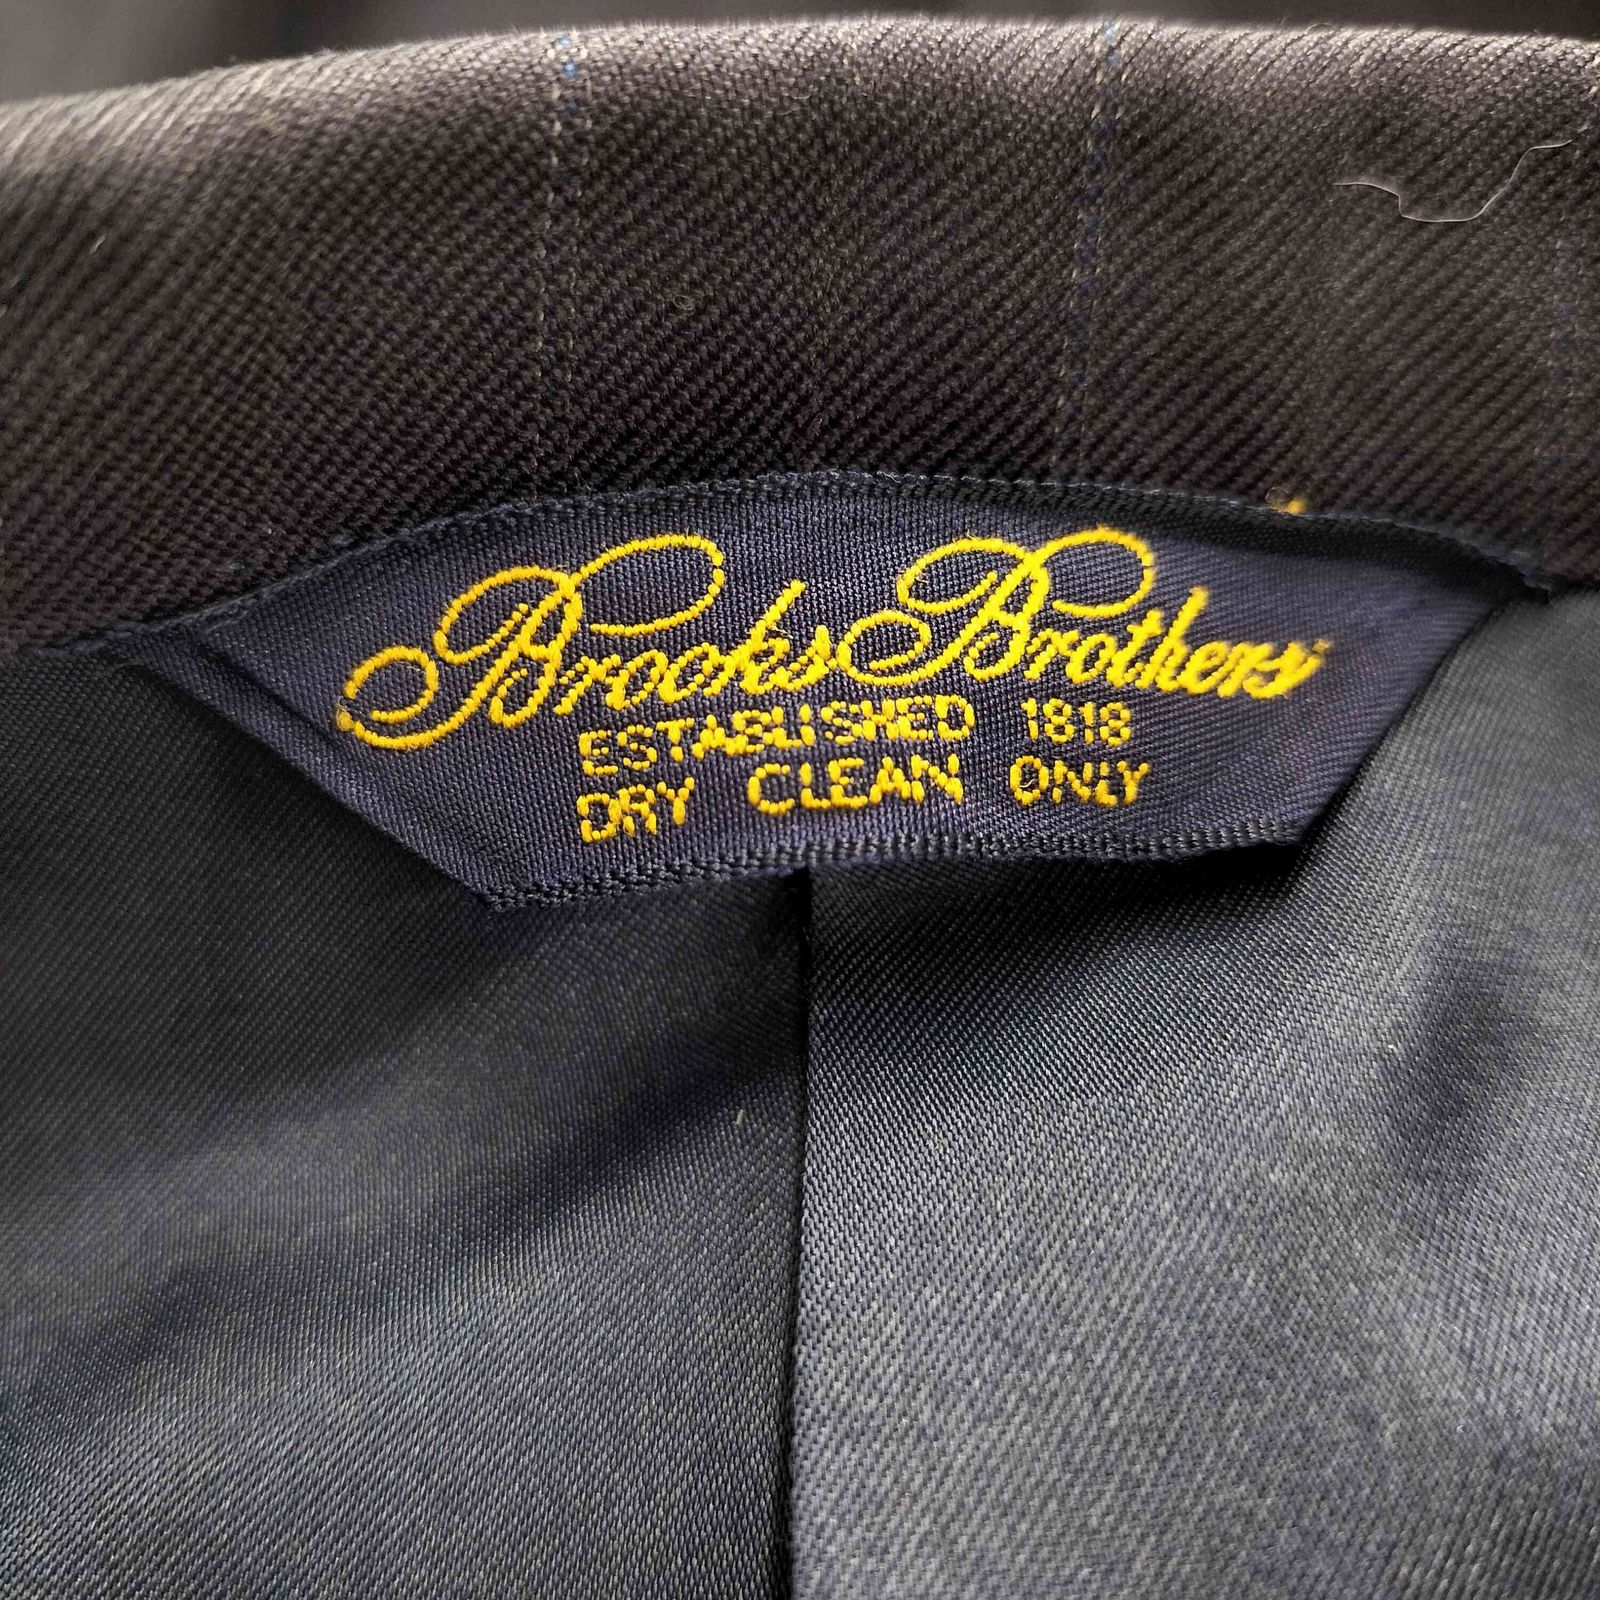 Brooks Brothers
ESTABLISHED 1818
DRY CLEAN ONLY